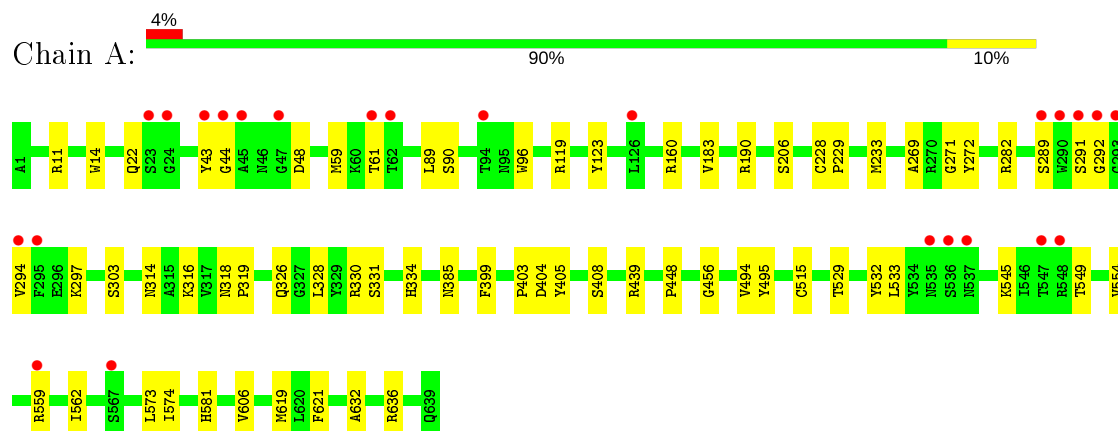 4%
Chain A:
90% 10%
A1 R11 W14 Q22 S23 G24 Y43 G44 A45 N46 G47 D48 M59 K60 T61 T62 L89 S90 T94 N95 W96 R119 Y123 L126 R160 V183 R190 S206 C228 P229 M233 A269 R270 G271 Y272 R282 S289 W290 S291 G292 G293
V294 F295 E296 K297 S303 N314 A315 K316 V317 N318 P319 Q326 G327 L328 Y329 R330 S331 H334 N385 F399 P403 D404 Y405 S408 R439 P448 G456 V494 Y495 C515 T529 Y532 L533 Y534 N535 S536 N537 K545 I546 T547 R548 T549 V554
R559 I562 S567 L573 I574 H581 V606 M619 L620 F621 A632 R636 Q639